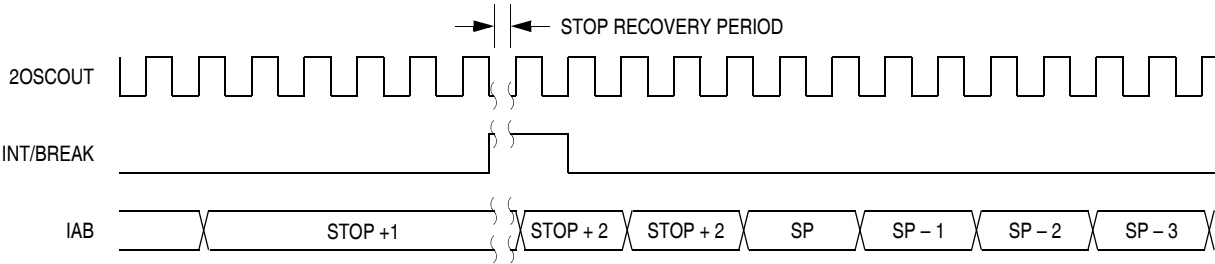 STOP RECOVERY PERIOD
2OSCOUT
INT/BREAK
IAB
STOP +1
STOP + 2
STOP + 2
SP
SP – 1
SP – 2
SP – 3